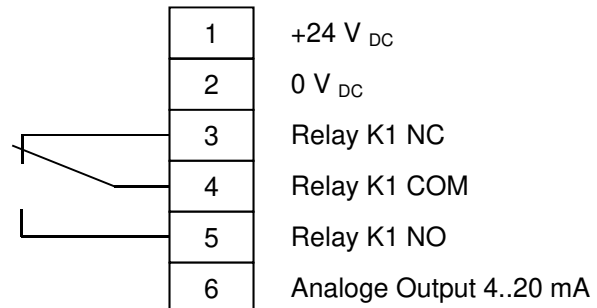 1 +24 V DC
2 0 V DC
3 Relay K1 NC
4 Relay K1 COM
5 Relay K1 NO
6 Analoge Output 4..20 mA